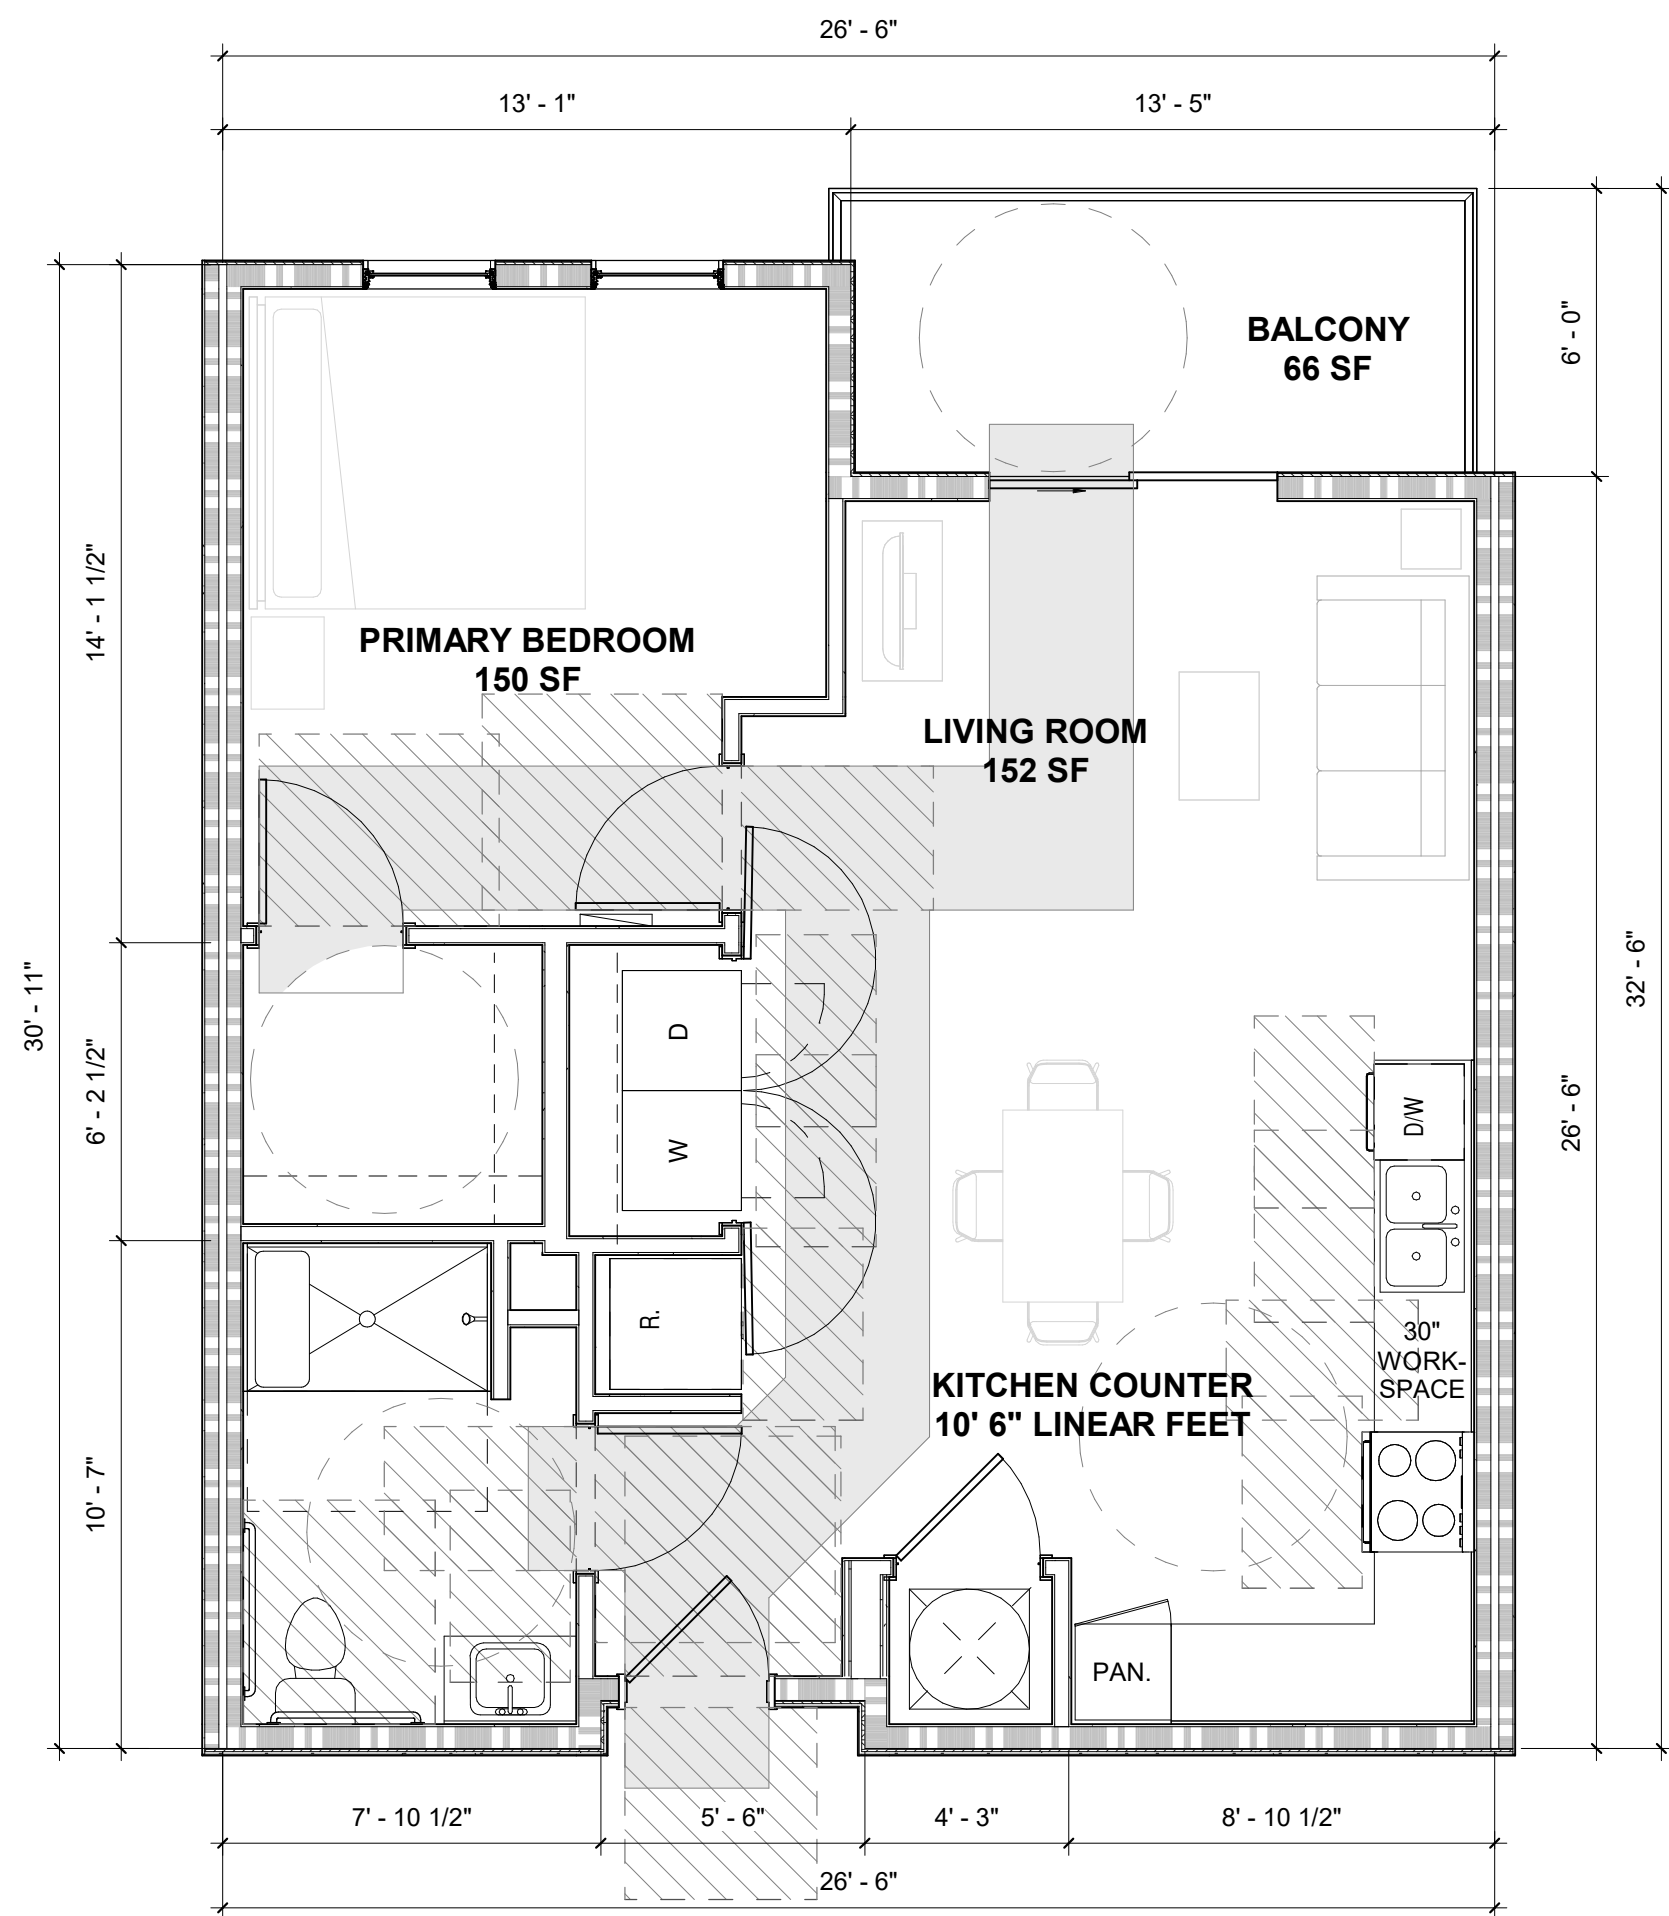 26' - 6"
13' - 1"
13' - 5"
BALCONY
66 SF
6' - 0"
14' - 1 1/2"
PRIMARY BEDROOM
150 SF
LIVING ROOM
152 SF
30' - 11"
32' - 6"
D
6' - 2 1/2"
26' - 6"
D/W
W
R.
30"
WORK-
SPACE
KITCHEN COUNTER
10' 6" LINEAR FEET
10' - 7"
PAN.
7' - 10 1/2"
5' - 6"
4' - 3"
8' - 10 1/2"
26' - 6"